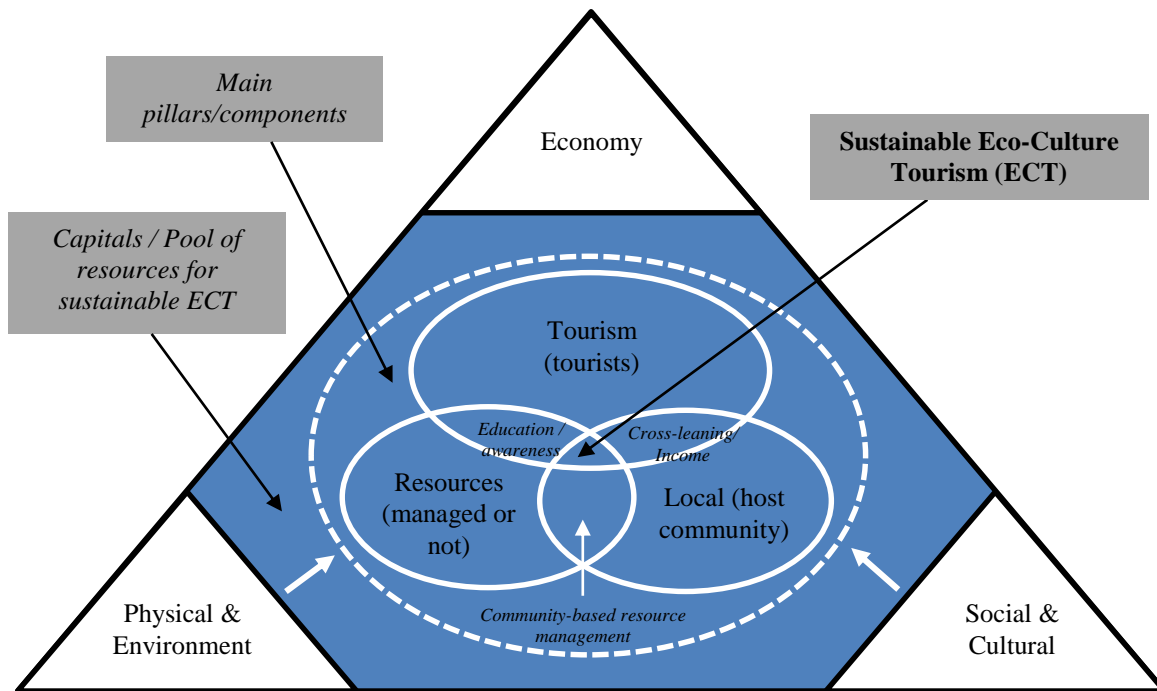 Main
pillars/components
Economy
Sustainable Eco-Culture
Tourism (ECT)
Capitals / Pool of
resources for
sustainable ECT
Tourism
(tourists)
Education /
awareness
Cross-leaning/
Income
Resources
(managed or
not)
Local (host
community)
Community-based resource
management
Physical &
Environment
Social &
Cultural